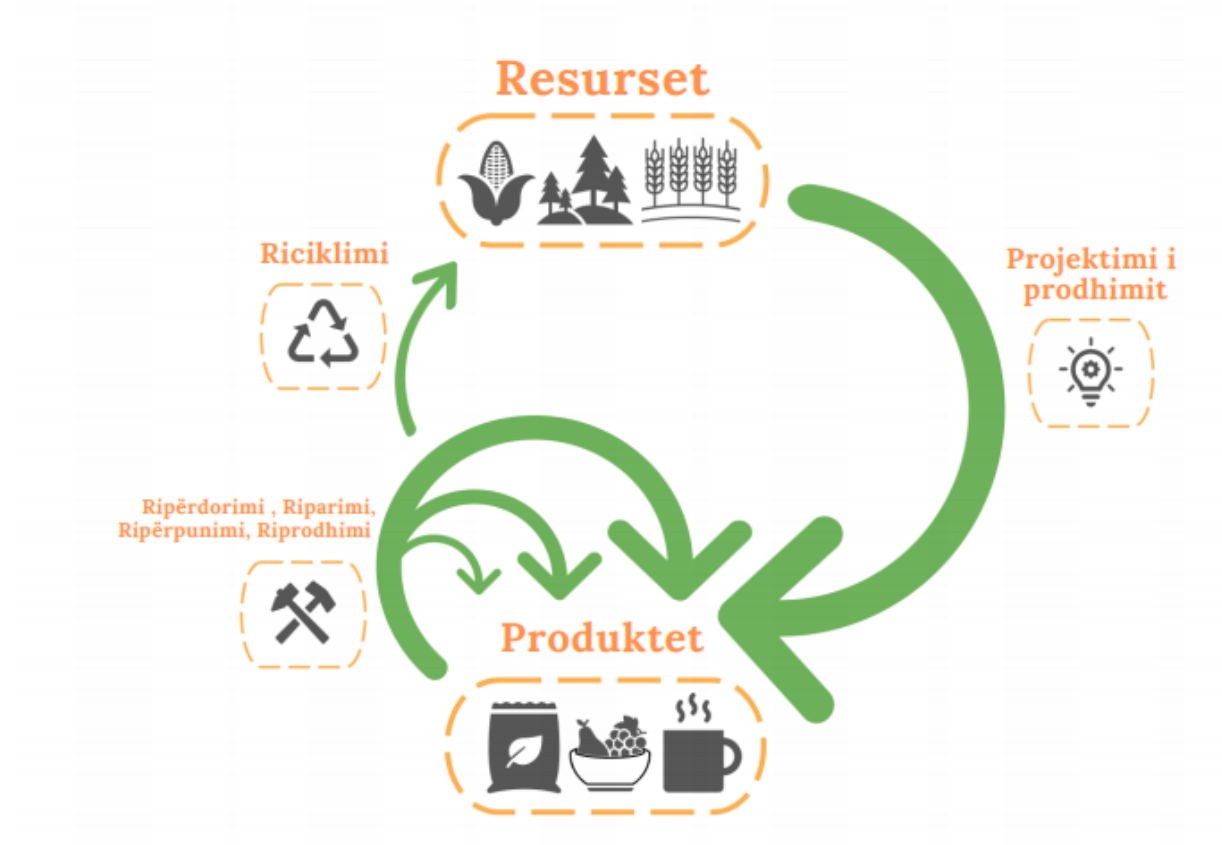 Resurset
Riciklimi
Projektimi i
prodhimit
Ripërdorimi , Riparimi,
Ripërpunimi, Riprodhimi
Produktet